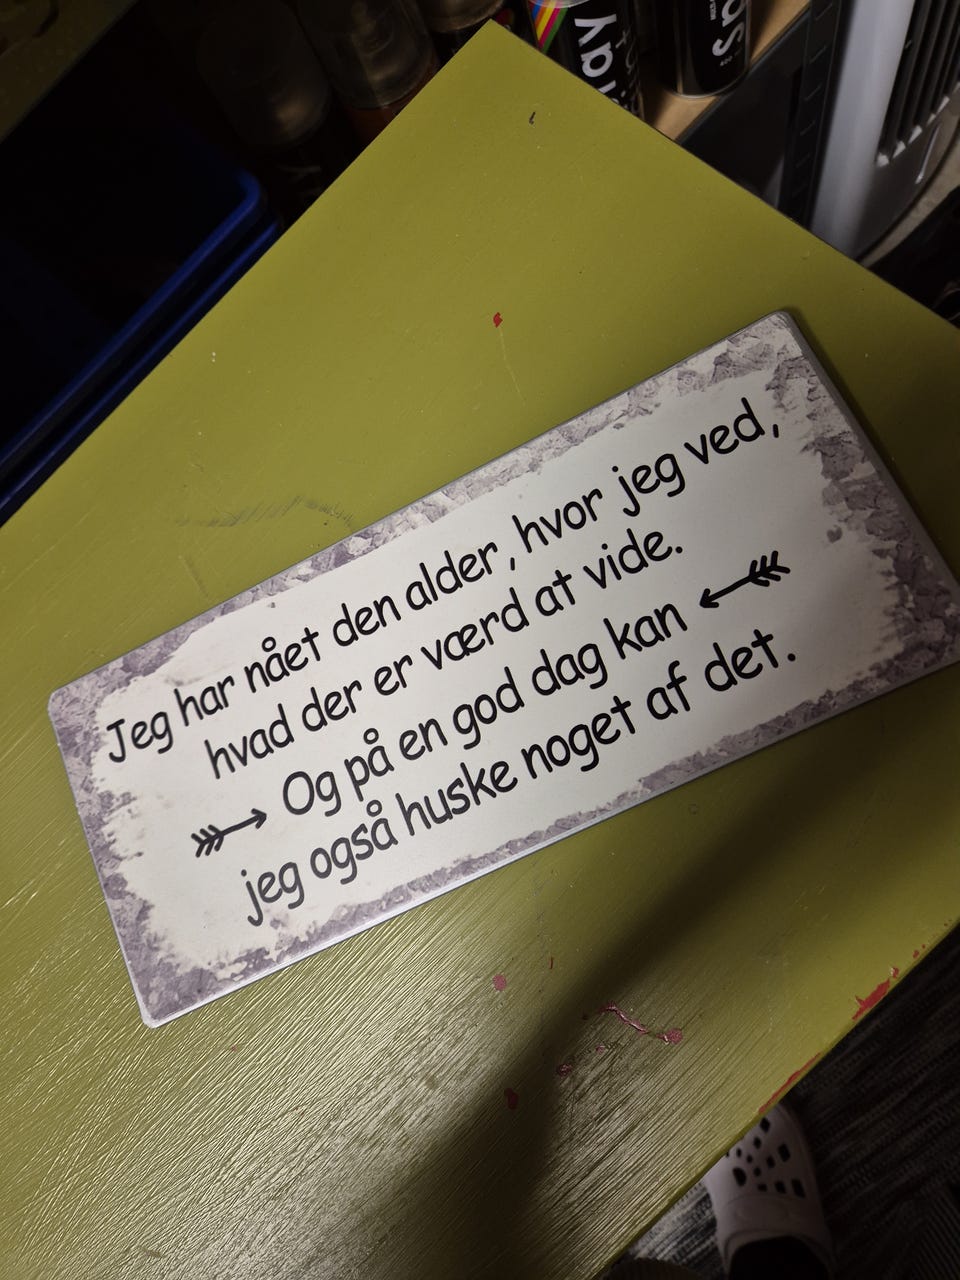 Jeg har nået den alder, hvor jeg ved,
hvad der er værd at vide.
Og på en god dag kan
jeg også huske noget af det.